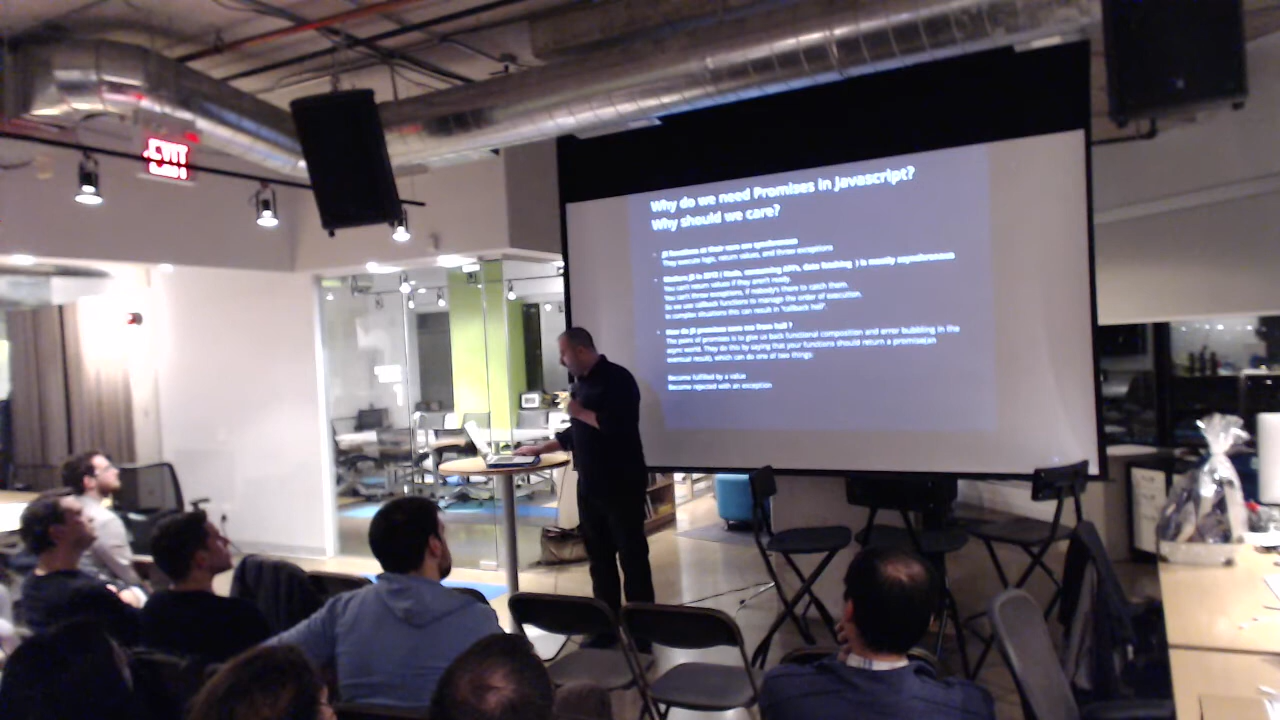 EXIT
Why do we need Promises in Javascript?
Why should we care?
JS functions at their core are synchronous
They execute logic, return values, and throw exceptions
Modern JS in 2013 ( Node, consuming API's, data backing ) is mostly asynchronous
You can't return values if they aren't ready.
You can't throw exceptions, if nobody's there to catch them.
So we use callback functions to manage the order of execution.
In complex situations this can result in "callback hell".
How do JS promises save me from hell ?
The point of promises is to give us back functional composition and error bubbling in the
async world. They do this by saying that your functions should return a promise(an
eventual result), which can do one of two things:
Become fulfilled by a value
Become rejected with an exception